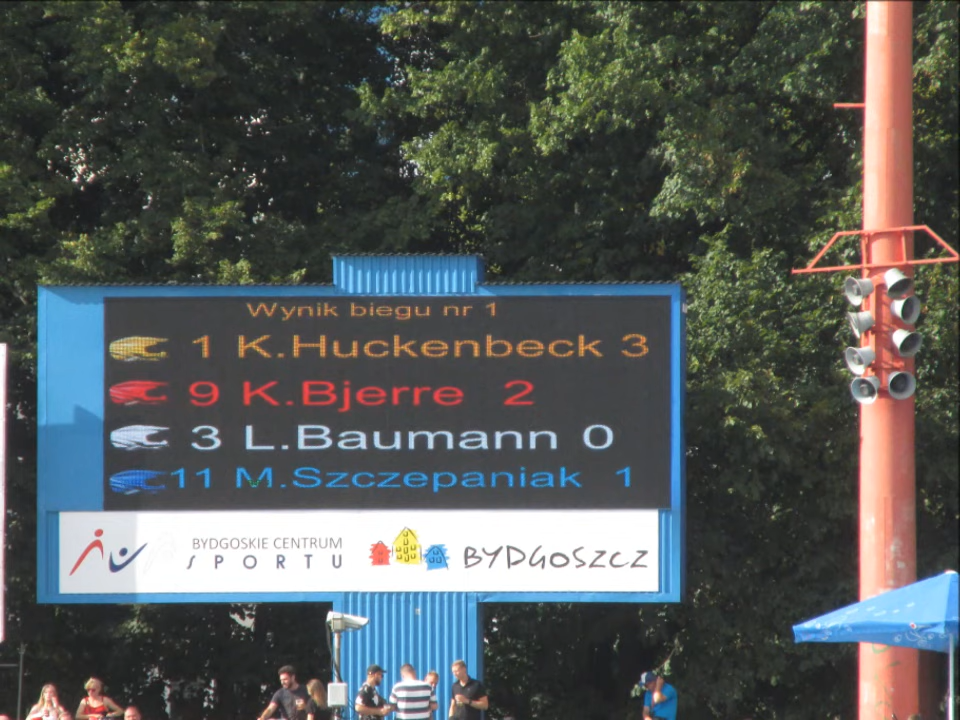 Wynik biegu nr 1
1 K.Huckenbeck 3
9 K.Bjerre 2
3 L.Baumann 0
11 M.Szczepaniak 1
BYDGOSKIE CENTRUM
SPORTU
BYDGOSZCZ